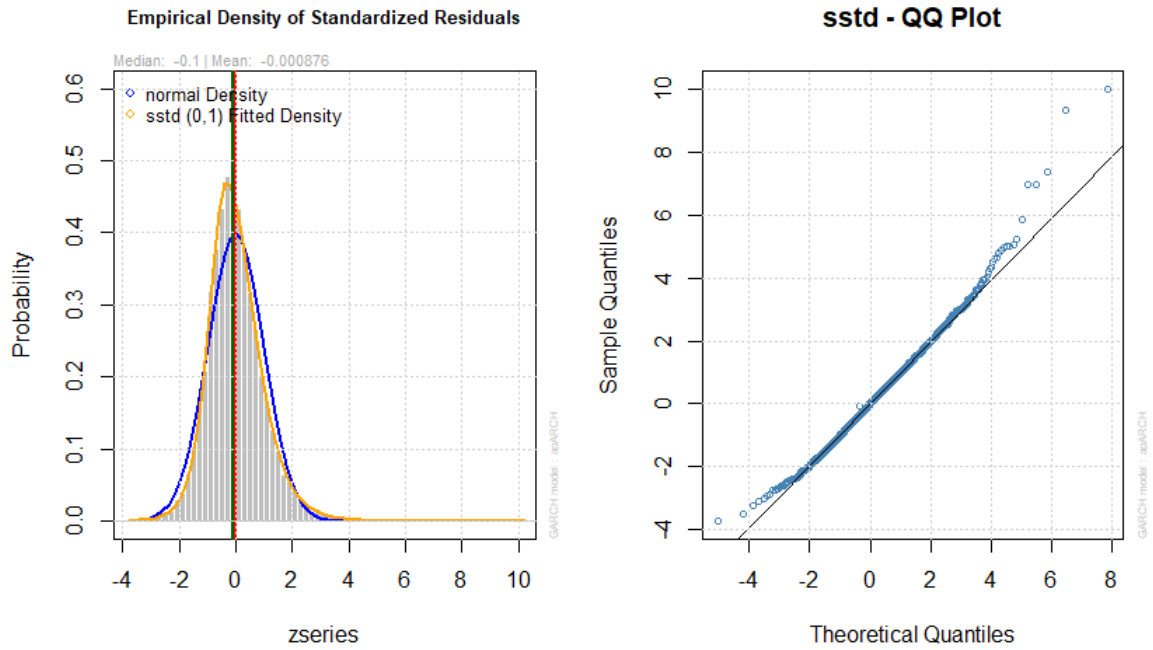 Empirical Density of Standardized Residuals
Median: -0.1 | Mean: -0.000876
normal Density
sstd (0,1) Fitted Density
Probability
0.6
0.5
0.4
0.3
0.2
0.1
0.0
-4 -2 0 2 4 6 8 10
zseries
GARCH model : apARCH
sstd - QQ Plot
Sample Quantiles
10
8
6
4
2
0
-2
-4
-4 -2 0 2 4 6 8
Theoretical Quantiles
GARCH model : apARCH